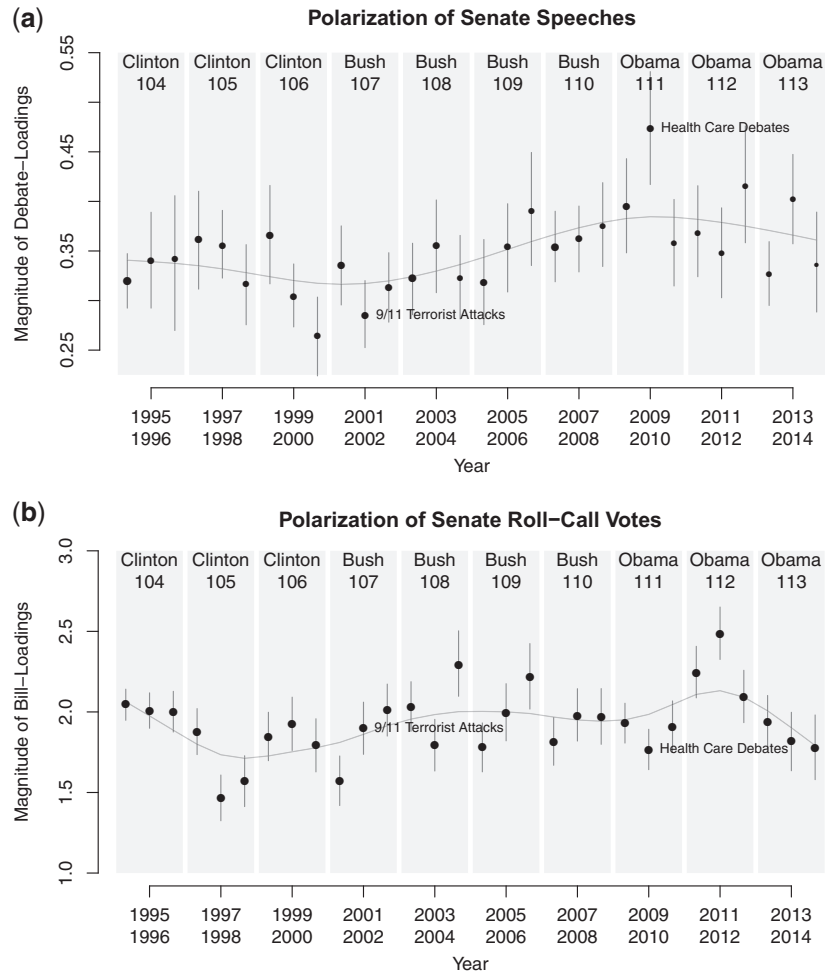 (a)
Polarization of Senate Speeches
Magnitude of Debate−Loadings
0.25 0.35 0.45 0.55
Clinton Clinton Clinton Bush Bush Bush Bush Obama Obama Obama
104 105 106 107 108 109 110 111 112 113
Health Care Debates
9/11 Terrorist Attacks
1995 1997 1999 2001 2003 2005 2007 2009 2011 2013
1996 1998 2000 2002 2004 2006 2008 2010 2012 2014
Year
(b)
Polarization of Senate Roll−Call Votes
Magnitude of Bill−Loadings
1.0 1.5 2.0 2.5 3.0
Clinton Clinton Clinton Bush Bush Bush Bush Obama Obama Obama
104 105 106 107 108 109 110 111 112 113
9/11 Terrorist Attacks
Health Care Debates
1995 1997 1999 2001 2003 2005 2007 2009 2011 2013
1996 1998 2000 2002 2004 2006 2008 2010 2012 2014
Year